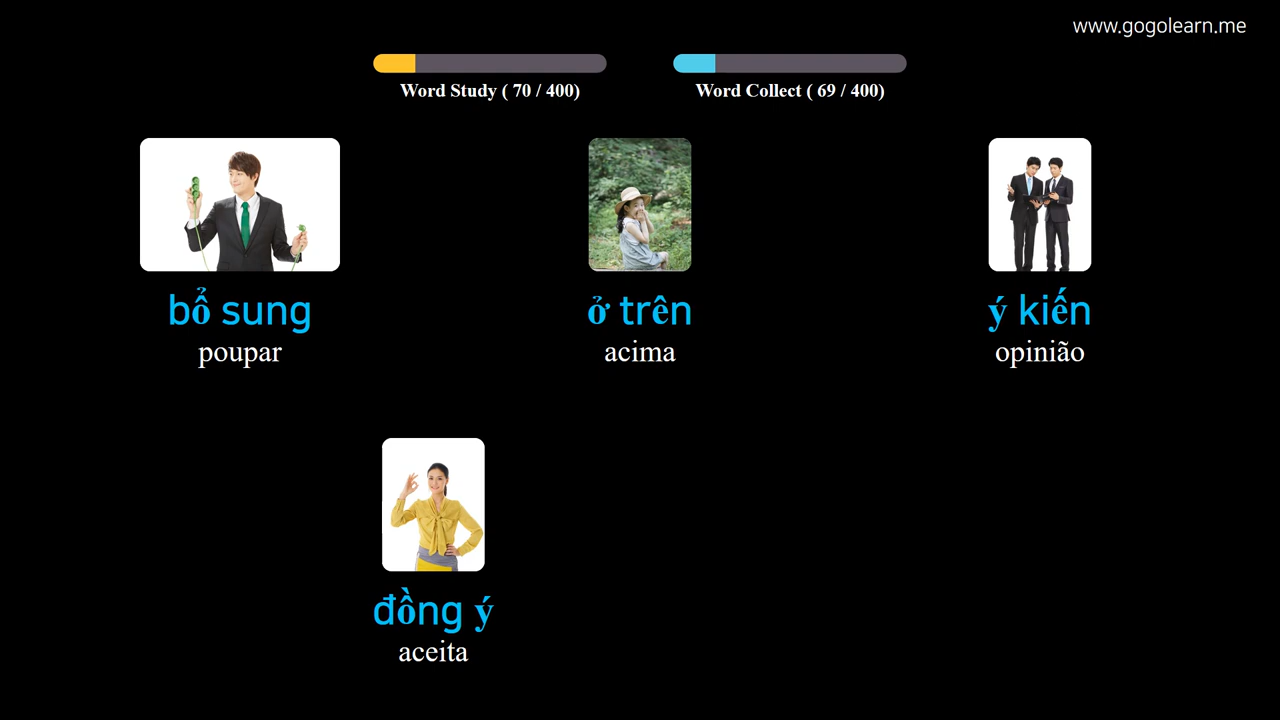 www.gogolearn.me
Word Study ( 70 / 400)
Word Collect ( 69 / 400)
bổ sung
poupar
ở trên
acima
ý kiến
opinião
đồng ý
aceita